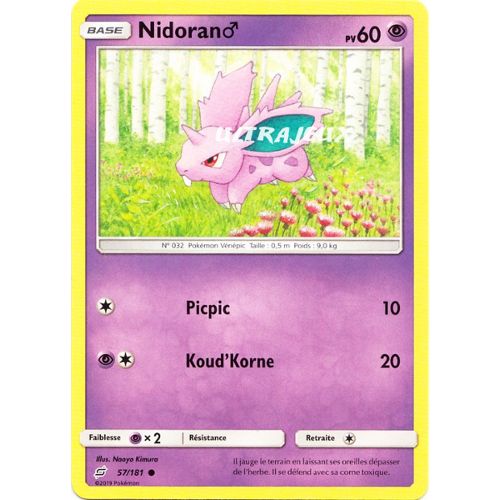 BASE Nidoran♂ PV60
ULTRAJEUX
N° 032 Pokémon Vénépic Taille : 0,5 m Poids : 9,0 kg
Picpic 10
Koud'Korne 20
Faiblesse ×2 Résistance Retraite
Illus. Naoyo Kimura
57/181
©2019 Pokémon
Il jauge le terrain en laissant ses oreilles dépasser
de l'herbe. Il se défend avec sa corne toxique.